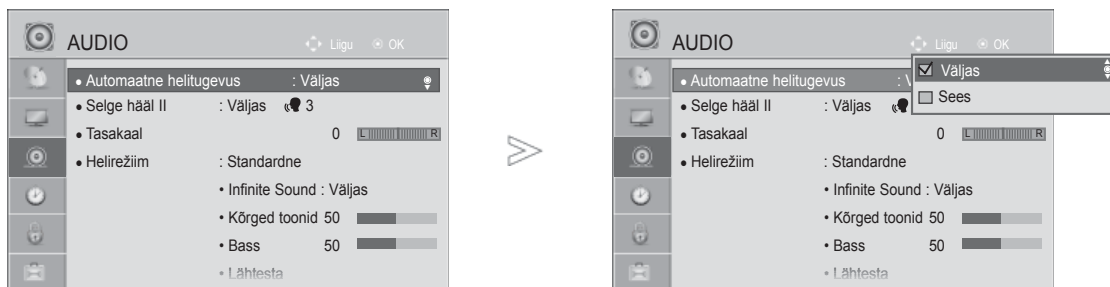 AUDIO Liigu OK
• Automaatne helitugevus : Väljas
• Selge hääl II : Väljas 3
• Tasakaal 0 L R
• Helirežiim : Standardne
• Infinite Sound : Väljas
• Kõrged toonid 50
• Bass 50
• Lähtesta
>
AUDIO Liigu OK
• Automaatne helitugevus : V
Väljas
Sees
• Selge hääl II : Väljas
• Tasakaal 0 L R
• Helirežiim : Standardne
• Infinite Sound : Väljas
• Kõrged toonid 50
• Bass 50
• Lähtesta